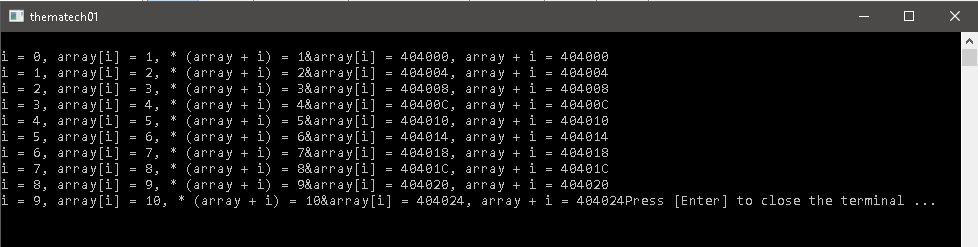 thematech01
i = 0, array[i] = 1, * (array + i) = 1&array[i] = 404000, array + i = 404000
i = 1, array[i] = 2, * (array + i) = 2&array[i] = 404004, array + i = 404004
i = 2, array[i] = 3, * (array + i) = 3&array[i] = 404008, array + i = 404008
i = 3, array[i] = 4, * (array + i) = 4&array[i] = 40400C, array + i = 40400C
i = 4, array[i] = 5, * (array + i) = 5&array[i] = 404010, array + i = 404010
i = 5, array[i] = 6, * (array + i) = 6&array[i] = 404014, array + i = 404014
i = 6, array[i] = 7, * (array + i) = 7&array[i] = 404018, array + i = 404018
i = 7, array[i] = 8, * (array + i) = 8&array[i] = 40401C, array + i = 40401C
i = 8, array[i] = 9, * (array + i) = 9&array[i] = 404020, array + i = 404020
i = 9, array[i] = 10, * (array + i) = 10&array[i] = 404024, array + i = 404024Press [Enter] to close the terminal ...